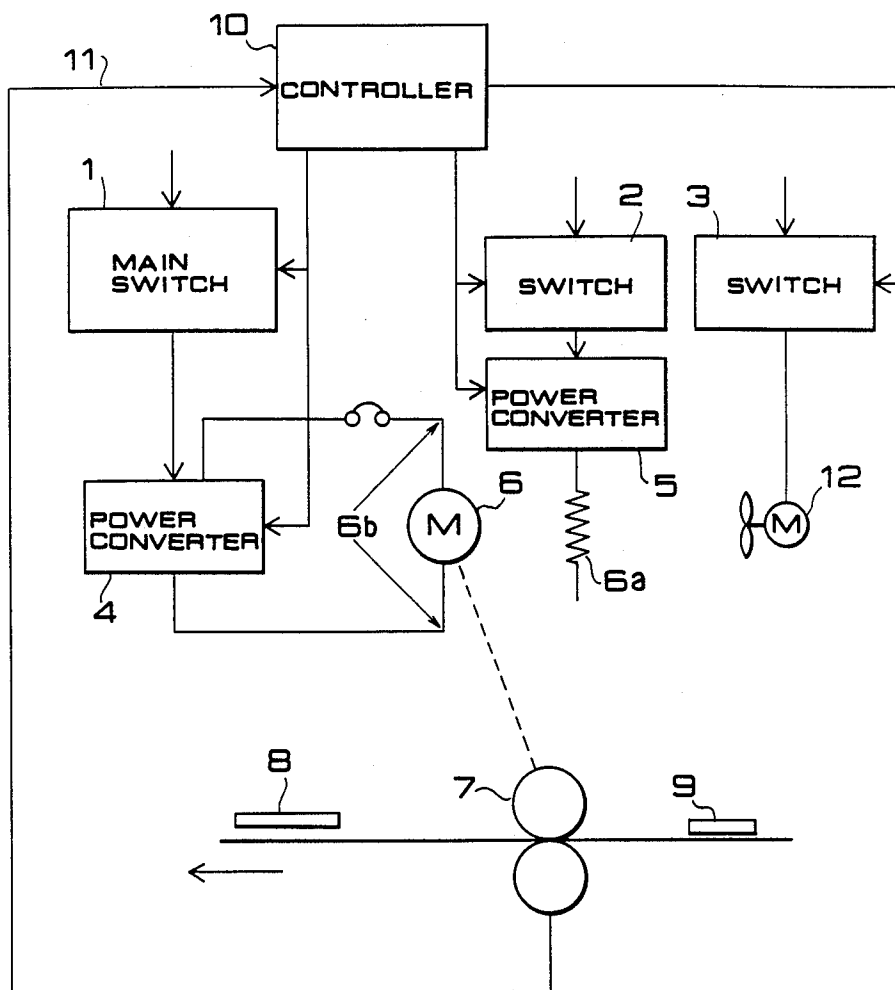 10
11
CONTROLLER
1
MAIN
SWITCH
2
SWITCH
3
SWITCH
POWER
CONVERTER
5
POWER
CONVERTER
4
6b
6
M
6a
M
12
8
7
9